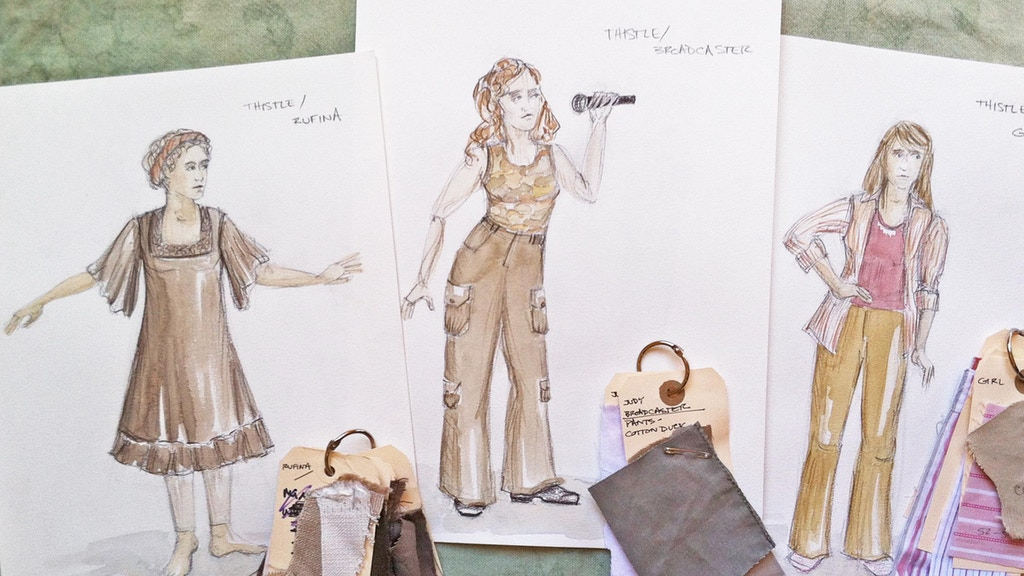 THISTLE/
RUFINA
THISTLE/
BROADCASTER
THISTLE
G
RUFINA
JUDY
BROADCASTER
PANTS-
COTTON DUCK
GIRL